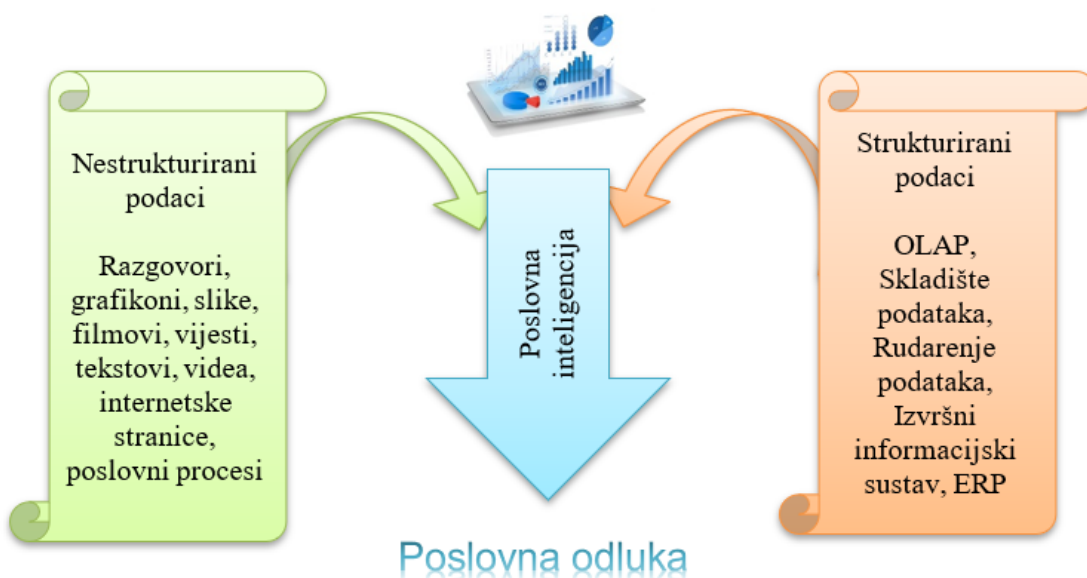 Nestrukturirani
podaci
Razgovori,
grafikoni, slike,
filmovi, vijesti,
tekstovi, videa,
internetske
stranice,
poslovni procesi
Poslovna
inteligencija
Strukturirani
podaci
OLAP,
Skladište
podataka,
Rudarenje
podataka,
Izvršni
informacijski
sustav, ERP
Poslovna odluka